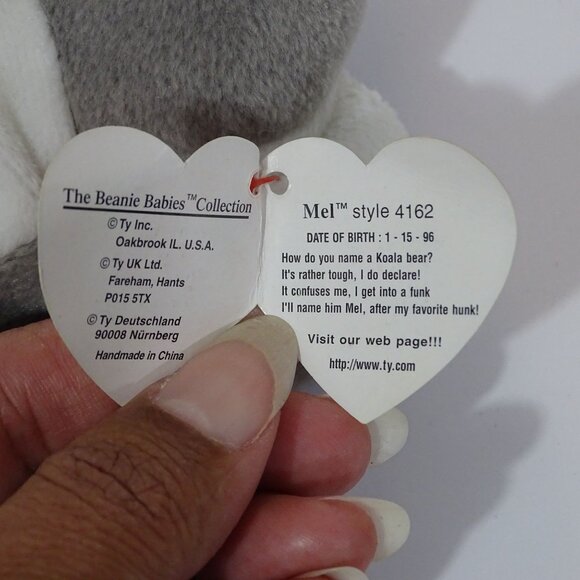 The Beanie Babies™Collection
© Ty Inc.
Oakbrook IL. U.S.A.
© Ty UK Ltd.
Fareham, Hants
P015 5TX
© Ty Deutschland
90008 Nürnberg
Handmade in China
Mel™ style 4162
DATE OF BIRTH : 1 - 15 - 96
How do you name a Koala bear?
It's rather tough, I do declare!
It confuses me, I get into a funk
I'll name him Mel, after my favorite hunk!
Visit our web page!!!
http://www.ty.com